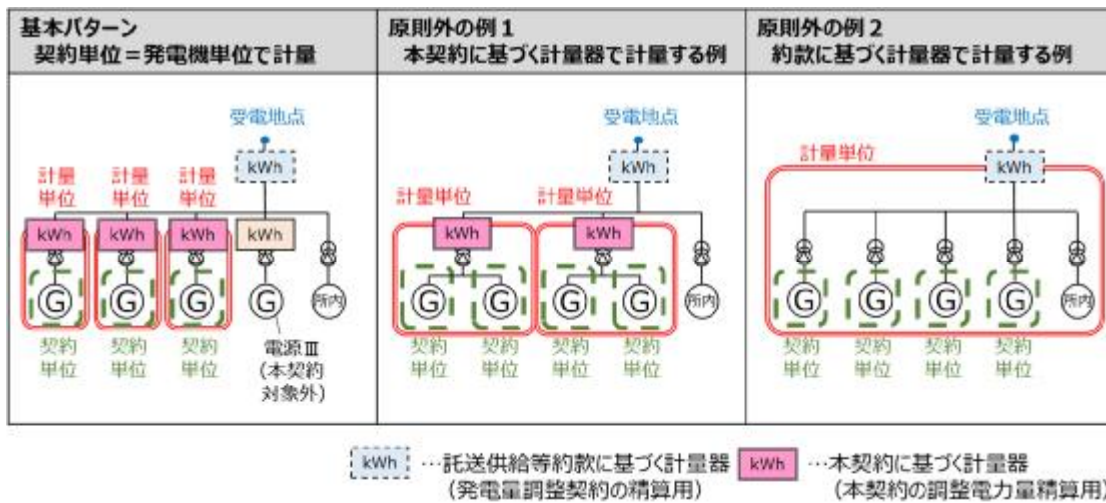 基本パターン
契約単位＝発電機単位で計量
原則外の例１
本契約に基づく計量器で計量する例
原則外の例２
約款に基づく計量器で計量する例
受電地点
kWh
計量
単位
計量
単位
計量
単位
kWh
kWh
kWh
kWh
G
G
G
G
所内
契約
単位
契約
単位
契約
単位
電源Ⅲ
（本契約
対象外）
受電地点
kWh
計量単位
計量単位
kWh
kWh
G
G
G
G
所内
契約
単位
契約
単位
契約
単位
契約
単位
受電地点
計量単位
kWh
G
G
G
G
所内
契約
単位
契約
単位
契約
単位
契約
単位
kWh …託送供給等約款に基づく計量器
（発電量調整契約の精算用）
kWh …本契約に基づく計量器
（本契約の調整電力量精算用）